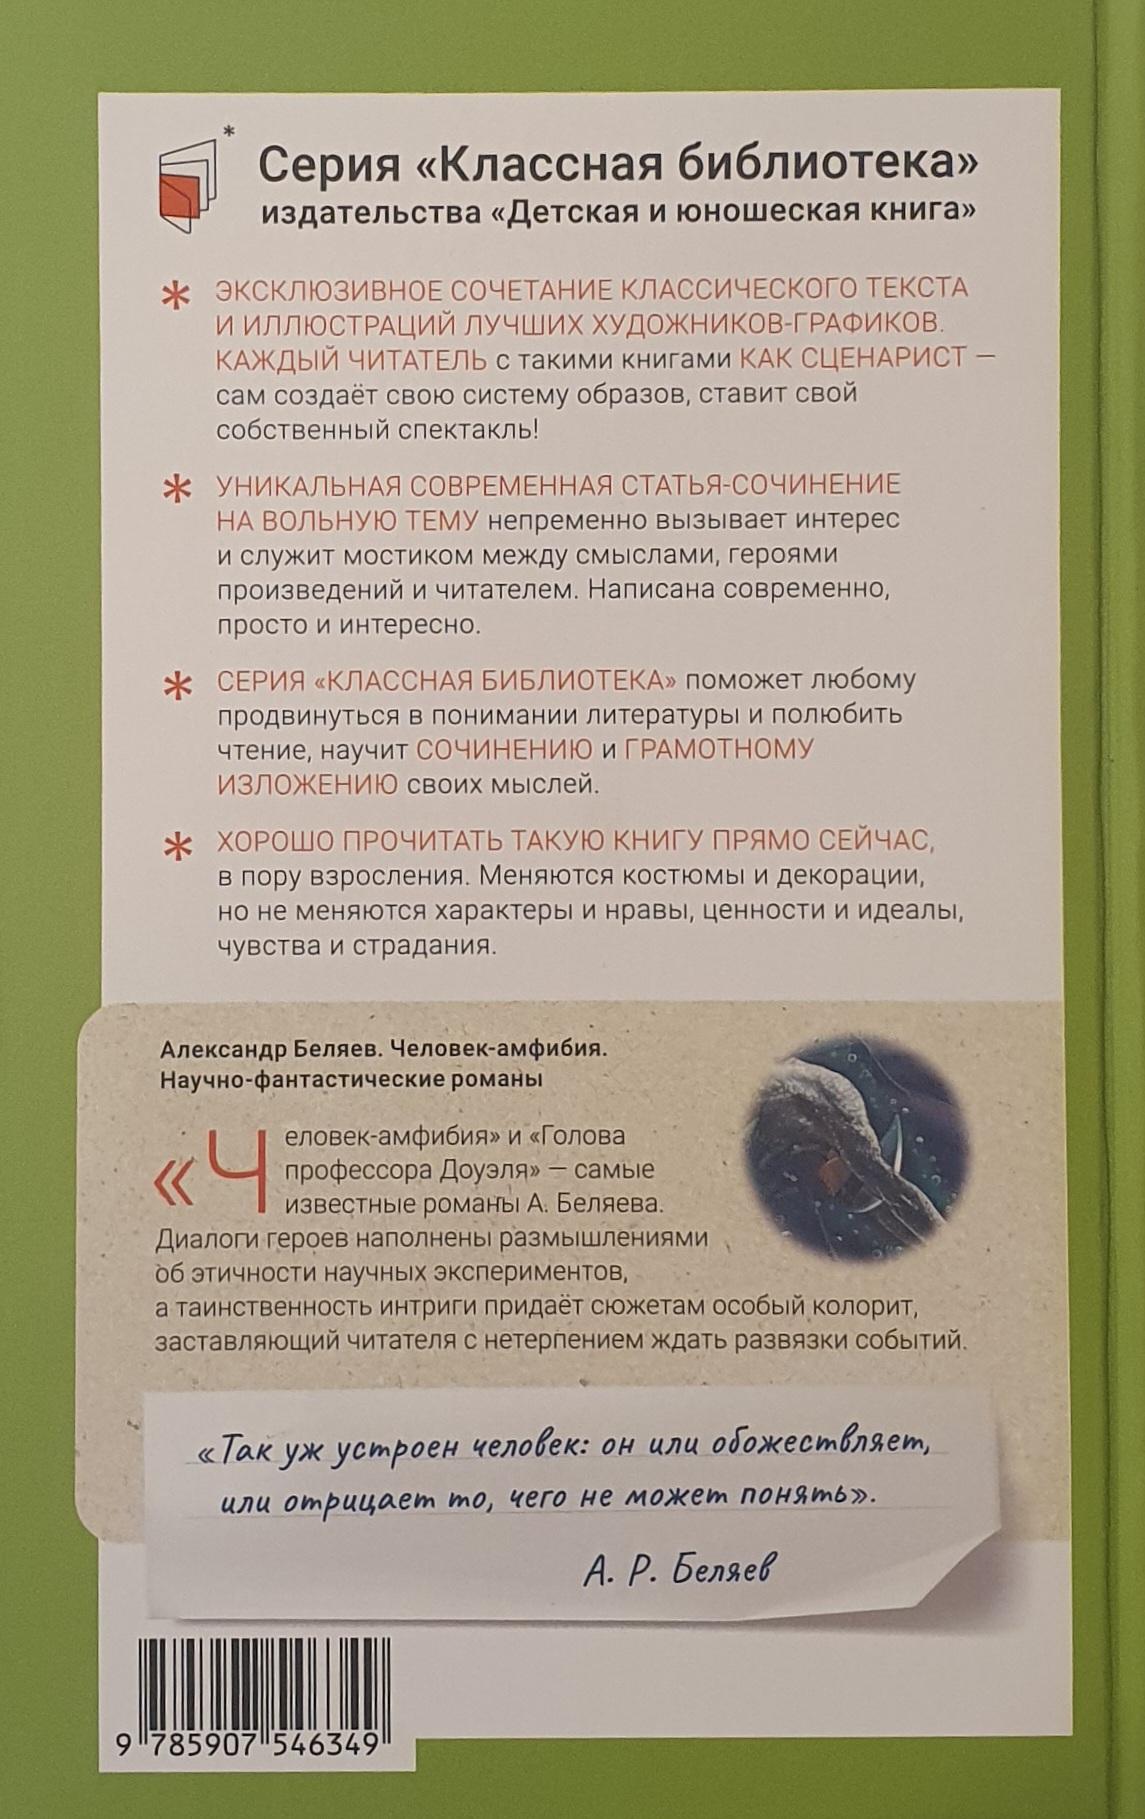 *
Серия «Классная библиотека»
издательства «Детская и юношеская книга»
* ЭКСКЛЮЗИВНОЕ СОЧЕТАНИЕ КЛАССИЧЕСКОГО ТЕКСТА
И ИЛЛЮСТРАЦИЙ ЛУЧШИХ ХУДОЖНИКОВ-ГРАФИКОВ.
КАЖДЫЙ ЧИТАТЕЛЬ с такими книгами КАК СЦЕНАРИСТ —
сам создаёт свою систему образов, ставит свой
собственный спектакль!
* УНИКАЛЬНАЯ СОВРЕМЕННАЯ СТАТЬЯ-СОЧИНЕНИЕ
НА ВОЛЬНУЮ ТЕМУ непременно вызывает интерес
и служит мостиком между смыслами, героями
произведений и читателем. Написана современно,
просто и интересно.
* СЕРИЯ «КЛАССНАЯ БИБЛИОТЕКА» поможет любому
продвинуться в понимании литературы и полюбить
чтение, научит СОЧИНЕНИЮ и ГРАМОТНОМУ
ИЗЛОЖЕНИЮ своих мыслей.
* ХОРОШО ПРОЧИТАТЬ ТАКУЮ КНИГУ ПРЯМО СЕЙЧАС,
в пору взросления. Меняются костюмы и декорации,
но не меняются характеры и нравы, ценности и идеалы,
чувства и страдания.
Александр Беляев. Человек-амфибия.
Научно-фантастические романы
«Человек-амфибия» и «Голова
профессора Доуэля» — самые
известные романы А. Беляева.
Диалоги героев наполнены размышлениями
об этичности научных экспериментов,
а таинственность интриги придаёт сюжетам особый колорит,
заставляющий читателя с нетерпением ждать развязки событий.
«Так уж устроен человек: он или обожествляет,
или отрицает то, чего не может понять».
А. Р. Беляев
9 785907 546349